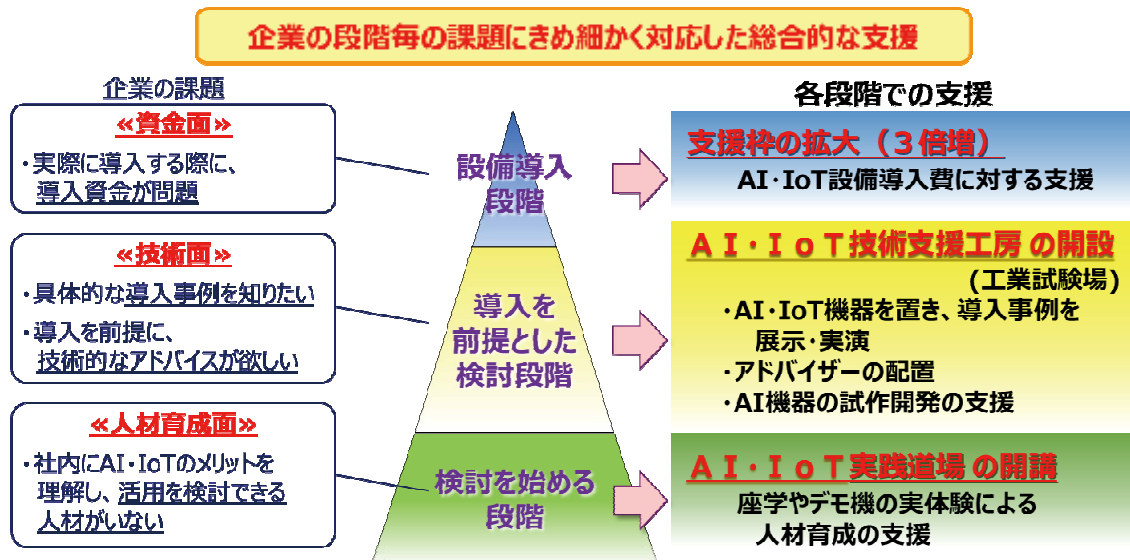 企業の段階毎の課題にきめ細かく対応した総合的な支援
企業の課題
≪資金面≫
・実際に導入する際に、
導入資金が問題
≪技術面≫
・具体的な導入事例を知りたい
・導入を前提に、
技術的なアドバイスが欲しい
≪人材育成面≫
・社内にAI・IoTのメリットを
理解し、活用を検討できる
人材がいない
設備導入
段階
導入を
前提とした
検討段階
検討を始める
段階
各段階での支援
支援枠の拡大（３倍増）
AI・IoT設備導入費に対する支援
ＡＩ・ＩｏＴ技術支援工房 の開設
(工業試験場)
・AI・IoT機器を置き、導入事例を
展示・実演
・アドバイザーの配置
・AI機器の試作開発の支援
ＡＩ・ＩｏＴ実践道場 の開講
座学やデモ機の実体験による
人材育成の支援